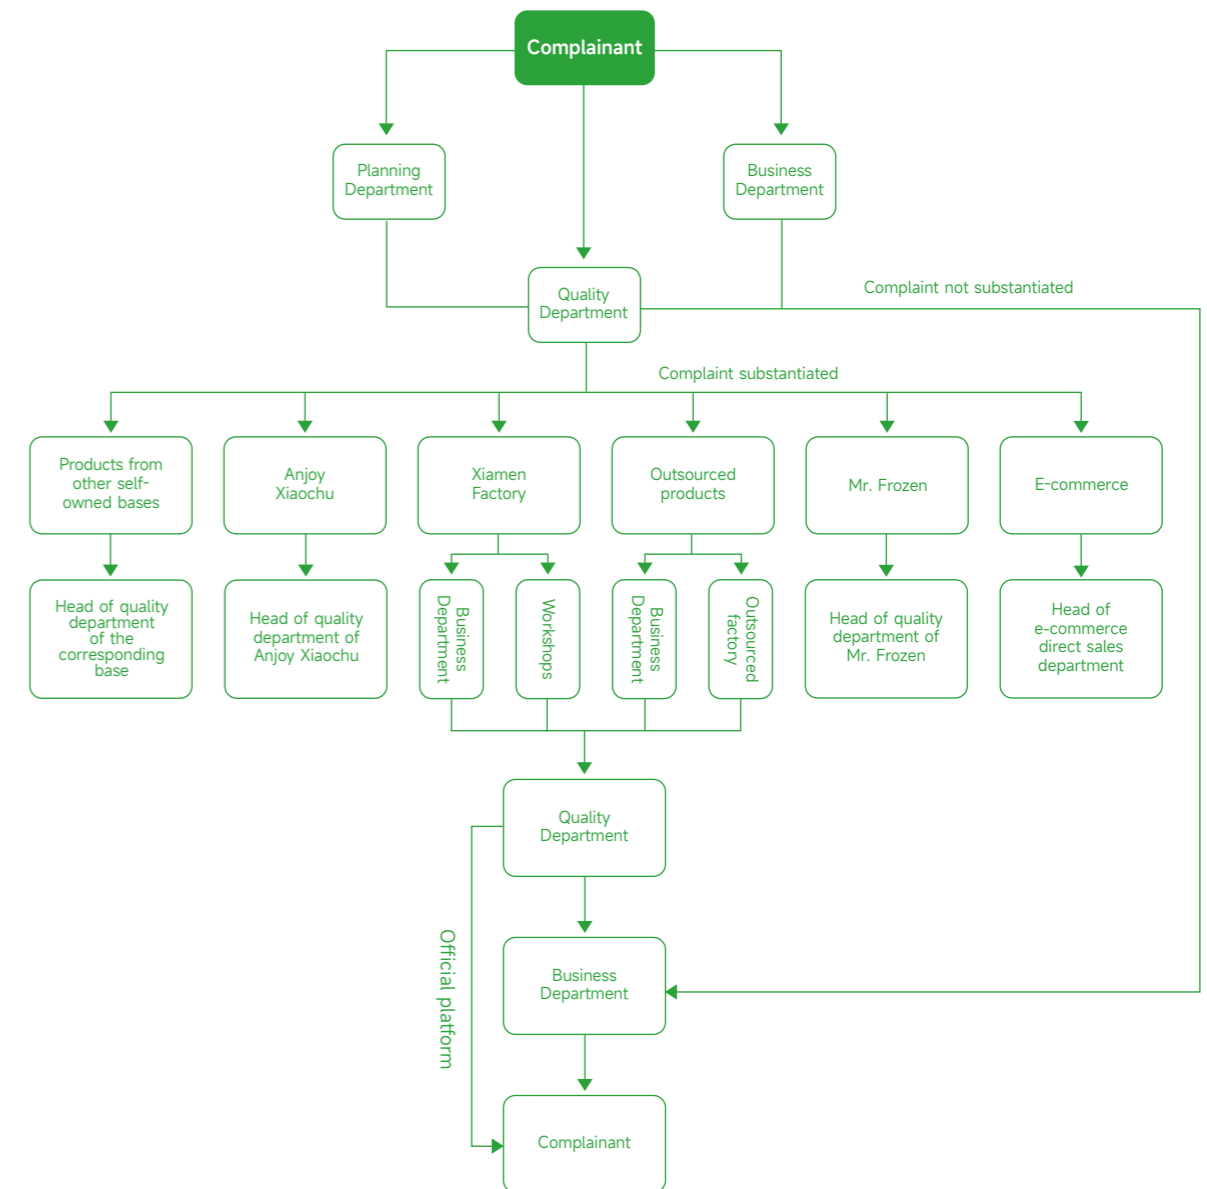 Complainant
Planning
Department
Business
Department
Quality
Department
Complaint not substantiated
Complaint substantiated
Products from
other self-
owned bases
Anjoy
Xiaochu
Xiamen
Factory
Outsourced
products
Mr. Frozen
E-commerce
Head of quality
department
of the
corresponding
base
Head of quality
department of
Anjoy Xiaochu
Business
Department
Workshops
Business
Department
Outsourced
factory
Head of quality
department of
Mr. Frozen
Head of
e-commerce
direct sales
department
Quality
Department
Official platform
Business
Department
Complainant